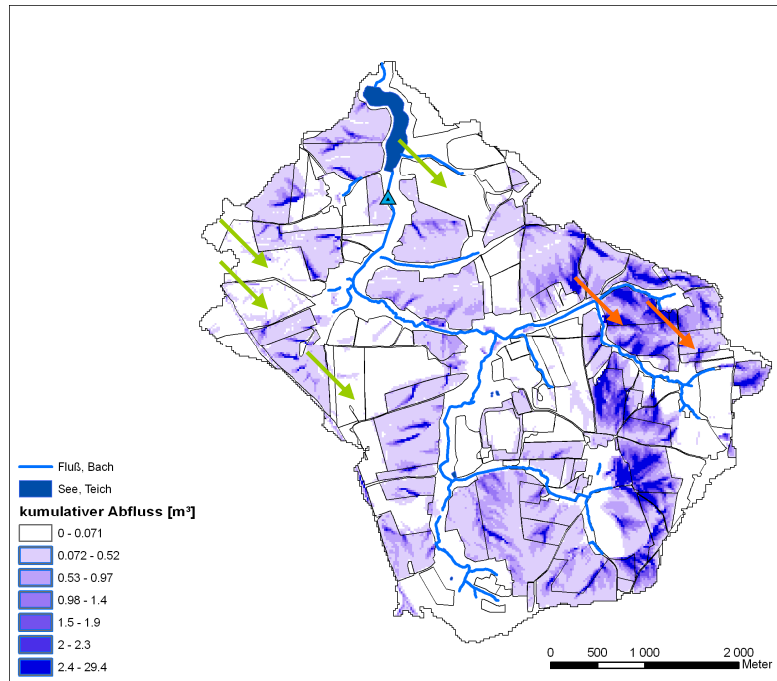 Fluß, Bach
See, Teich
kumulativer Abfluss [m³]
0 - 0.071
0.072 - 0.52
0.53 - 0.97
0.98 - 1.4
1.5 - 1.9
2 - 2.3
2.4 - 29.4
0 500 1 000 2 000
Meter